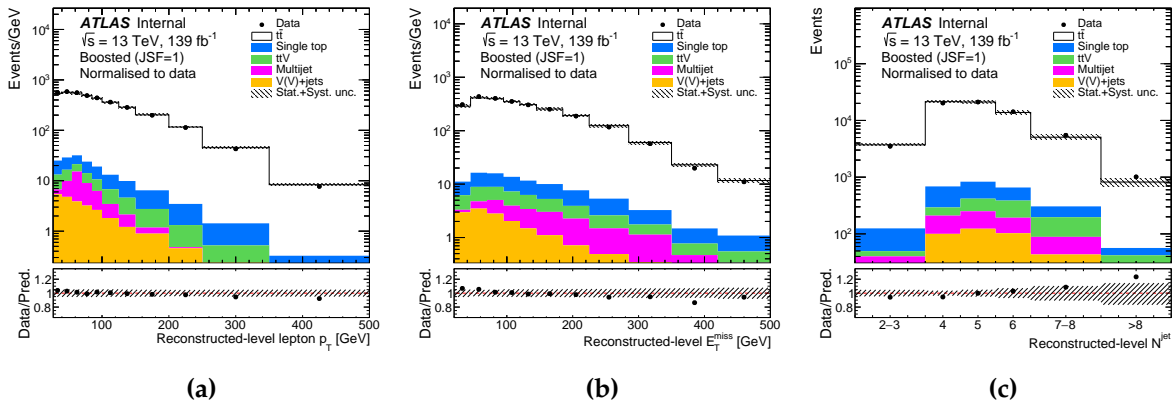 ATLAS Internal
√s = 13 TeV, 139 fb⁻¹
Boosted (JSF=1)
Normalised to data
Data
tt̄
Single top
ttV
Multijet
V(V)+jets
Stat.+Syst. unc.
Events/GeV
10⁴
10³
10²
10
1
Data/Pred.
1.2
1
0.8
100 200 300 400 500
Reconstructed-level lepton p_T [GeV]
(a)
ATLAS Internal
√s = 13 TeV, 139 fb⁻¹
Boosted (JSF=1)
Normalised to data
Data
tt̄
Single top
ttV
Multijet
V(V)+jets
Stat.+Syst. unc.
Events/GeV
10⁴
10³
10²
10
1
Data/Pred.
1.2
1
0.8
100 200 300 400 500
Reconstructed-level E_T^miss [GeV]
(b)
ATLAS Internal
√s = 13 TeV, 139 fb⁻¹
Boosted (JSF=1)
Normalised to data
Data
tt̄
Single top
ttV
Multijet
V(V)+jets
Stat.+Syst. unc.
Events
10⁶
10⁵
10⁴
10³
10²
Data/Pred.
1.2
1
0.8
2−3 4 5 6 7−8 >8
Reconstructed-level N^jet
(c)